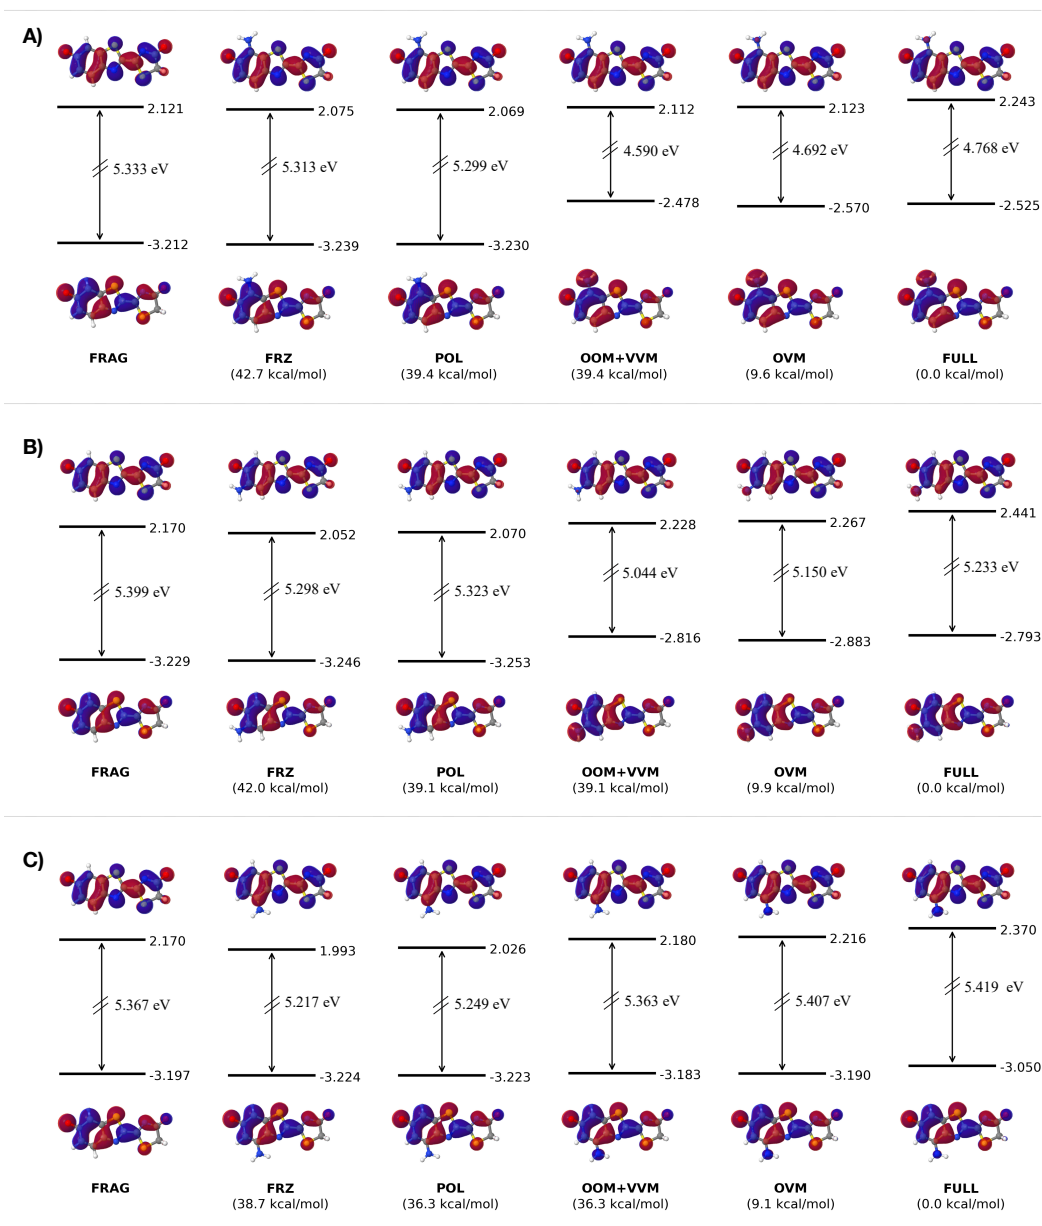 A)
2.121 2.075 2.069 2.112 2.123 2.243
5.333 eV 5.313 eV 5.299 eV 4.590 eV 4.692 eV 4.768 eV
-3.212 -3.239 -3.230 -2.478 -2.570 -2.525
FRAG FRZ POL OOM+VVM OVM FULL
(42.7 kcal/mol) (39.4 kcal/mol) (39.4 kcal/mol) (9.6 kcal/mol) (0.0 kcal/mol)
B)
2.170 2.052 2.070 2.228 2.267 2.441
5.399 eV 5.298 eV 5.323 eV 5.044 eV 5.150 eV 5.233 eV
-3.229 -3.246 -3.253 -2.816 -2.883 -2.793
FRAG FRZ POL OOM+VVM OVM FULL
(42.0 kcal/mol) (39.1 kcal/mol) (39.1 kcal/mol) (9.9 kcal/mol) (0.0 kcal/mol)
C)
2.170 1.993 2.026 2.180 2.216 2.370
5.367 eV 5.217 eV 5.249 eV 5.363 eV 5.407 eV 5.419 eV
-3.197 -3.224 -3.223 -3.183 -3.190 -3.050
FRAG FRZ POL OOM+VVM OVM FULL
(38.7 kcal/mol) (36.3 kcal/mol) (36.3 kcal/mol) (9.1 kcal/mol) (0.0 kcal/mol)